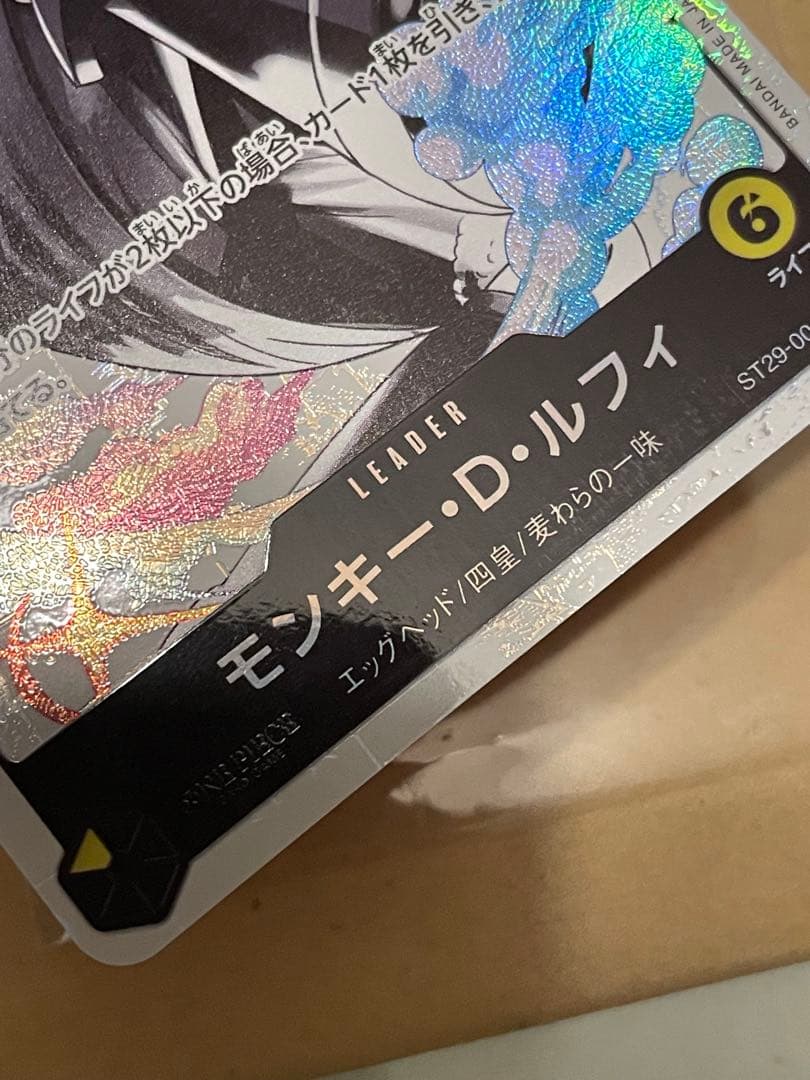 のライフが2枚以下の場合、カード1枚を引き、
てる。
BANDAI MADE IN
6
ライ
LEADER
モンキー・D・ルフィ
ST29-00
エッグヘッド/四皇/麦わらの一味
ONE PIECE
CARD GAME